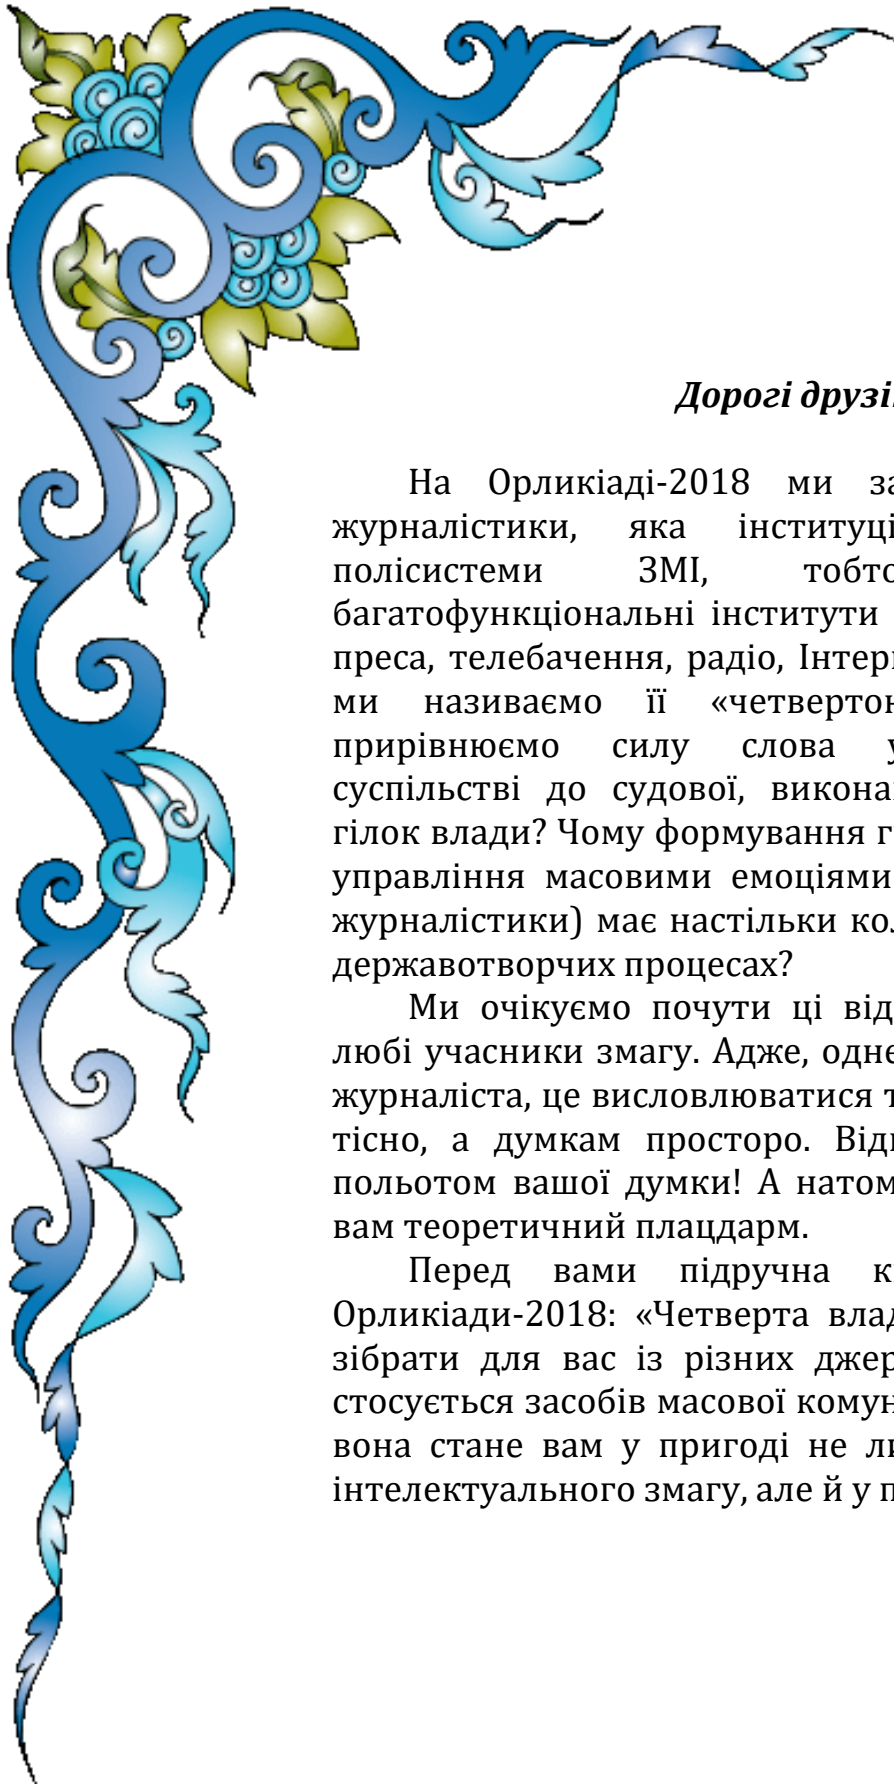 Дорогі друзі
На Орликіаді-2018 ми за
журналістики, яка інституці
полісистеми ЗМІ, тобто
багатофункціональні інститути
преса, телебачення, радіо, Інтер
ми називаємо її «четверто
прирівнюємо силу слова у
суспільстві до судової, викона
гілок влади? Чому формування г
управління масовими емоціями
журналістики) має настільки ко
державотворчих процесах?
Ми очікуємо почути ці від
любі учасники змагу. Адже, одне
журналіста, це висловлюватися т
тісно, а думкам просторо. Від
польотом вашої думки! А натом
вам теоретичний плацдарм.
Перед вами підручна к
Орликіади-2018: «Четверта влад
зібрати для вас із різних джер
стосується засобів масової комун
вона стане вам у пригоді не ли
інтелектуального змагу, але й у п